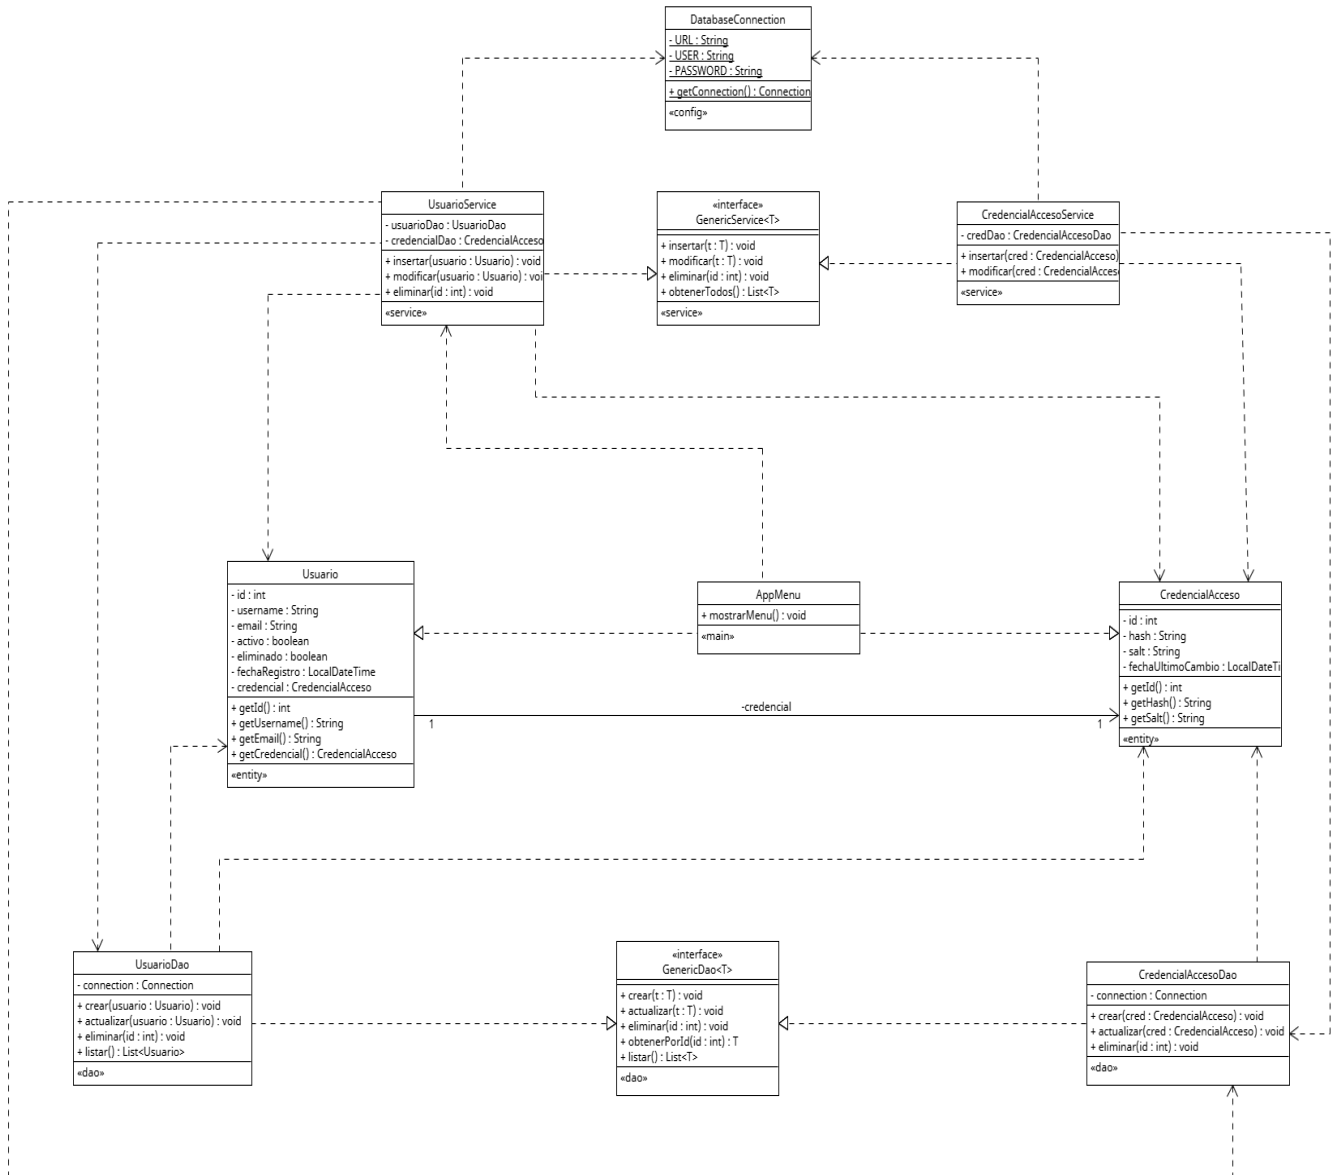 DatabaseConnection
- URL : String
- USER : String
- PASSWORD : String
+ getConnection() : Connection
«config»
UsuarioService
- usuarioDao : UsuarioDao
- credencialDao : CredencialAcceso
+ insertar(usuario : Usuario) : void
+ modificar(usuario : Usuario) : voi
+ eliminar(id : int) : void
«service»
«interface»
GenericService<T>
+ insertar(t : T) : void
+ modificar(t : T) : void
+ eliminar(id : int) : void
+ obtenerTodos() : List<T>
«service»
CredencialAccesoService
- credDao : CredencialAccesoDao
+ insertar(cred : CredencialAcceso)
+ modificar(cred : CredencialAcces
«service»
Usuario
- id : int
- username : String
- email : String
- activo : boolean
- eliminado : boolean
- fechaRegistro : LocalDateTime
- credencial : CredencialAcceso
+ getId() : int
+ getUsername() : String
+ getEmail() : String
+ getCredencial() : CredencialAcceso
«entity»
AppMenu
+ mostrarMenu() : void
«main»
CredencialAcceso
- id : int
- hash : String
- salt : String
- fechaUltimoCambio : LocalDateTi
+ getId() : int
+ getHash() : String
+ getSalt() : String
«entity»
-credencial
1
1
UsuarioDao
- connection : Connection
+ crear(usuario : Usuario) : void
+ actualizar(usuario : Usuario) : void
+ eliminar(id : int) : void
+ listar() : List<Usuario>
«dao»
«interface»
GenericDao<T>
+ crear(t : T) : void
+ actualizar(t : T) : void
+ eliminar(id : int) : void
+ obtenerPorId(id : int) : T
+ listar() : List<T>
«dao»
CredencialAccesoDao
- connection : Connection
+ crear(cred : CredencialAcceso) : void
+ actualizar(cred : CredencialAcceso) : void
+ eliminar(id : int) : void
«dao»